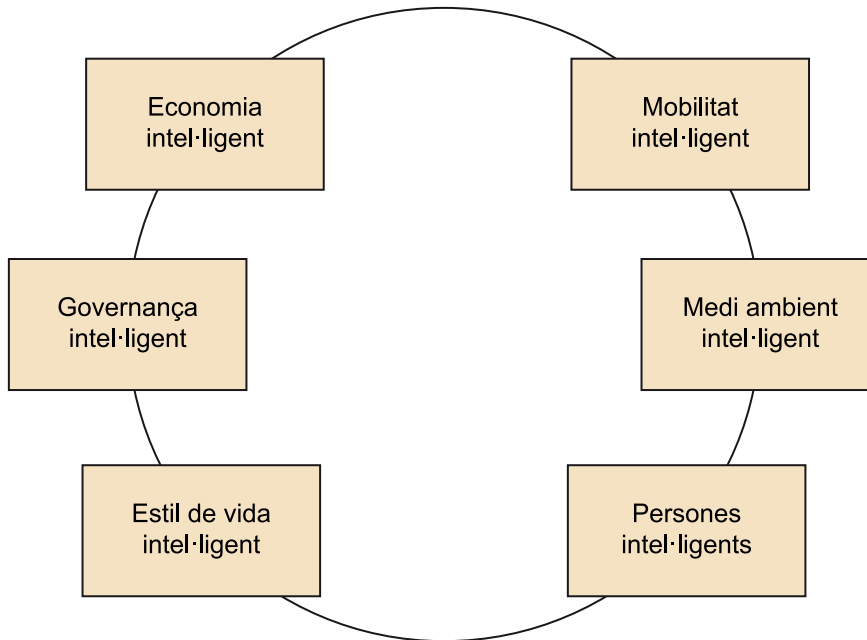 Economia
intel·ligent
Mobilitat
intel·ligent
Governança
intel·ligent
Medi ambient
intel·ligent
Estil de vida
intel·ligent
Persones
intel·ligents